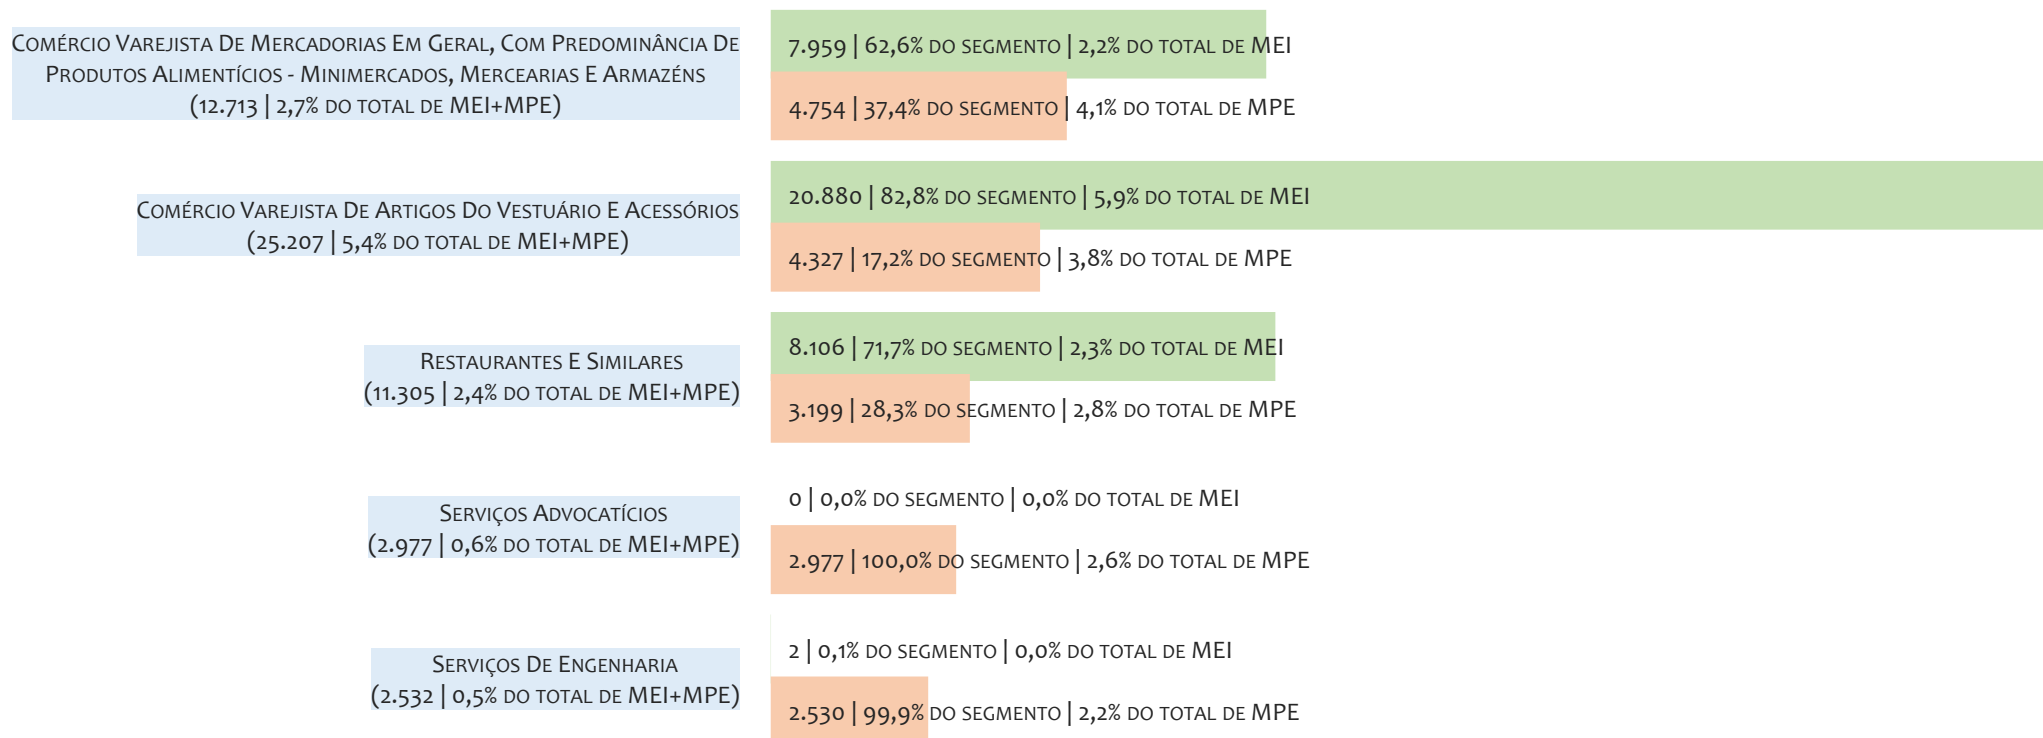 Comércio Varejista De Mercadorias Em Geral, Com Predominância De
Produtos Alimentícios - Minimercados, Mercearias E Armazéns
(12.713 | 2,7% do total de MEI+MPE)
7.959 | 62,6% do segmento | 2,2% do total de MEI
4.754 | 37,4% do segmento | 4,1% do total de MPE
Comércio Varejista De Artigos Do Vestuário E Acessórios
(25.207 | 5,4% do total de MEI+MPE)
20.880 | 82,8% do segmento | 5,9% do total de MEI
4.327 | 17,2% do segmento | 3,8% do total de MPE
Restaurantes E Similares
(11.305 | 2,4% do total de MEI+MPE)
8.106 | 71,7% do segmento | 2,3% do total de MEI
3.199 | 28,3% do segmento | 2,8% do total de MPE
Serviços Advocatícios
(2.977 | 0,6% do total de MEI+MPE)
0 | 0,0% do segmento | 0,0% do total de MEI
2.977 | 100,0% do segmento | 2,6% do total de MPE
Serviços De Engenharia
(2.532 | 0,5% do total de MEI+MPE)
2 | 0,1% do segmento | 0,0% do total de MEI
2.530 | 99,9% do segmento | 2,2% do total de MPE